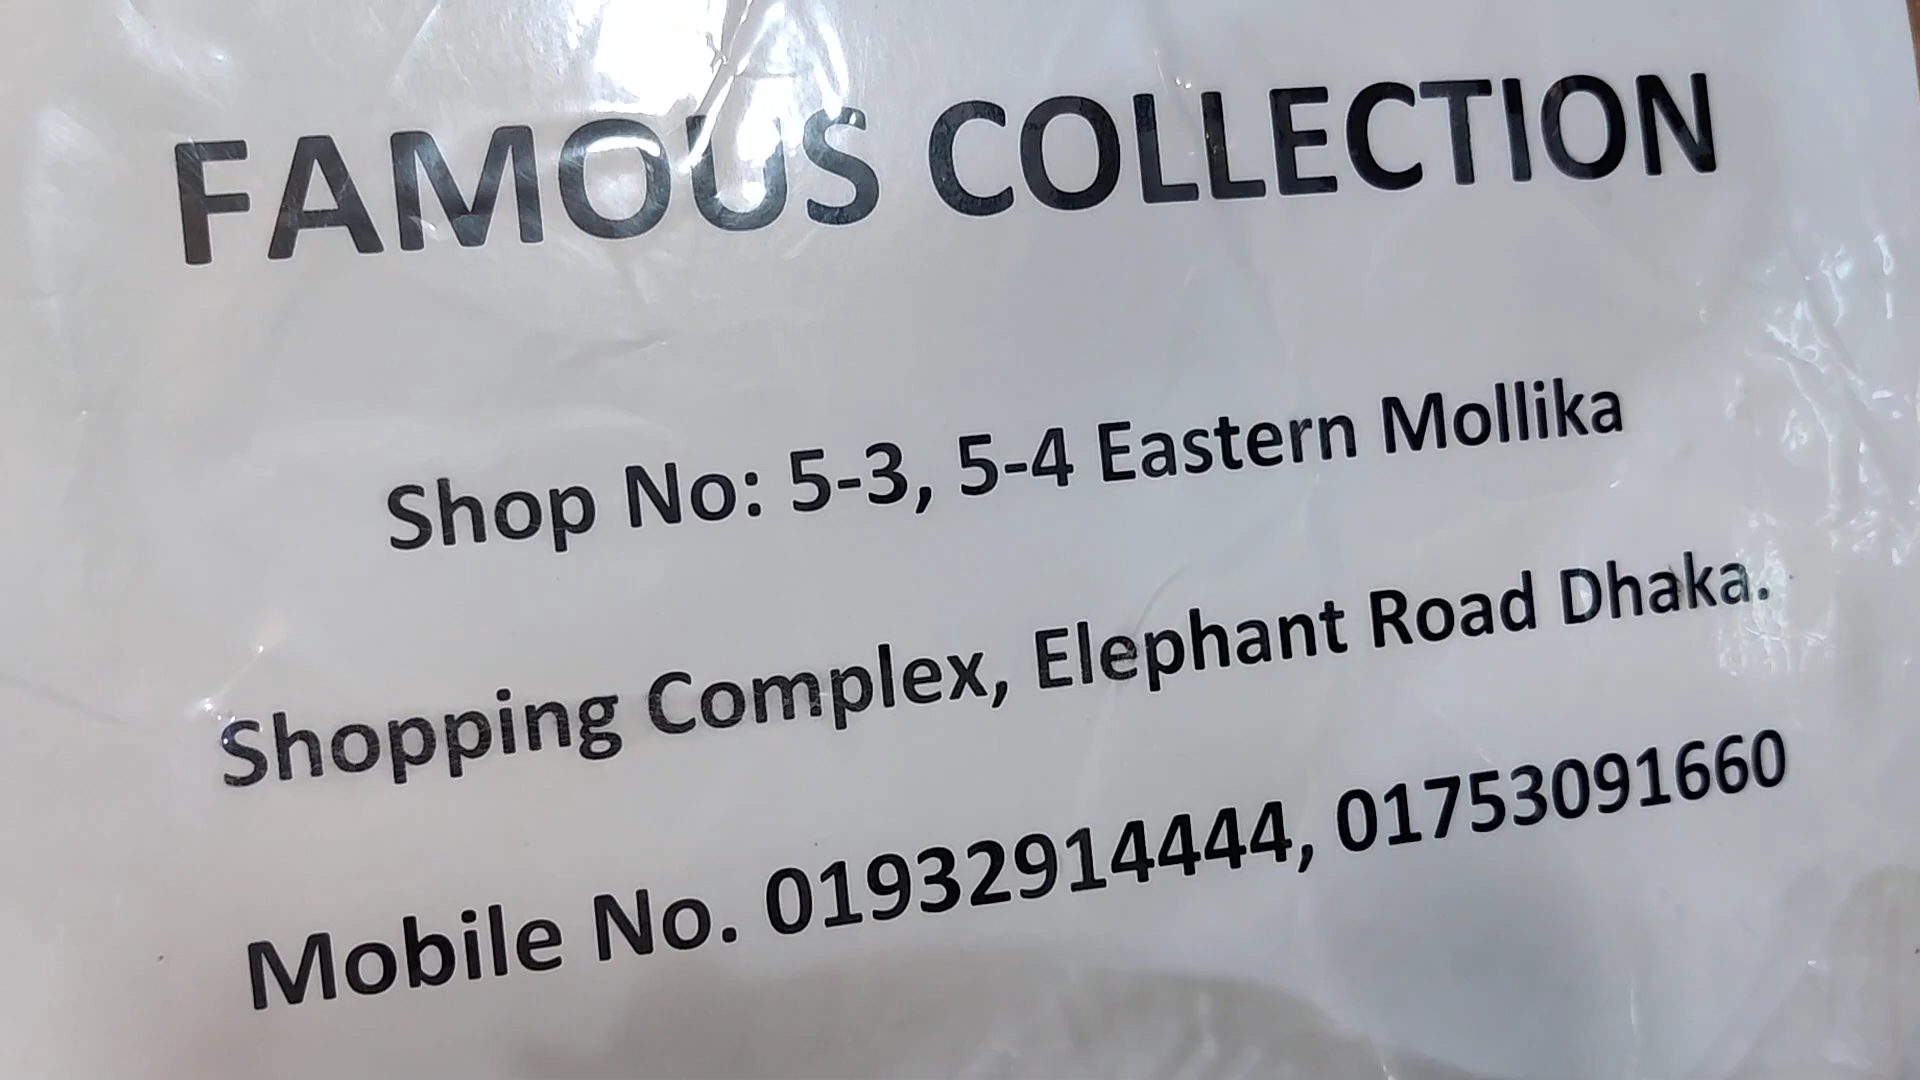 FAMOUS COLLECTION
Shop No: 5-3, 5-4 Eastern Mollika
Shopping Complex, Elephant Road Dhaka.
Mobile No. 01932914444, 01753091660